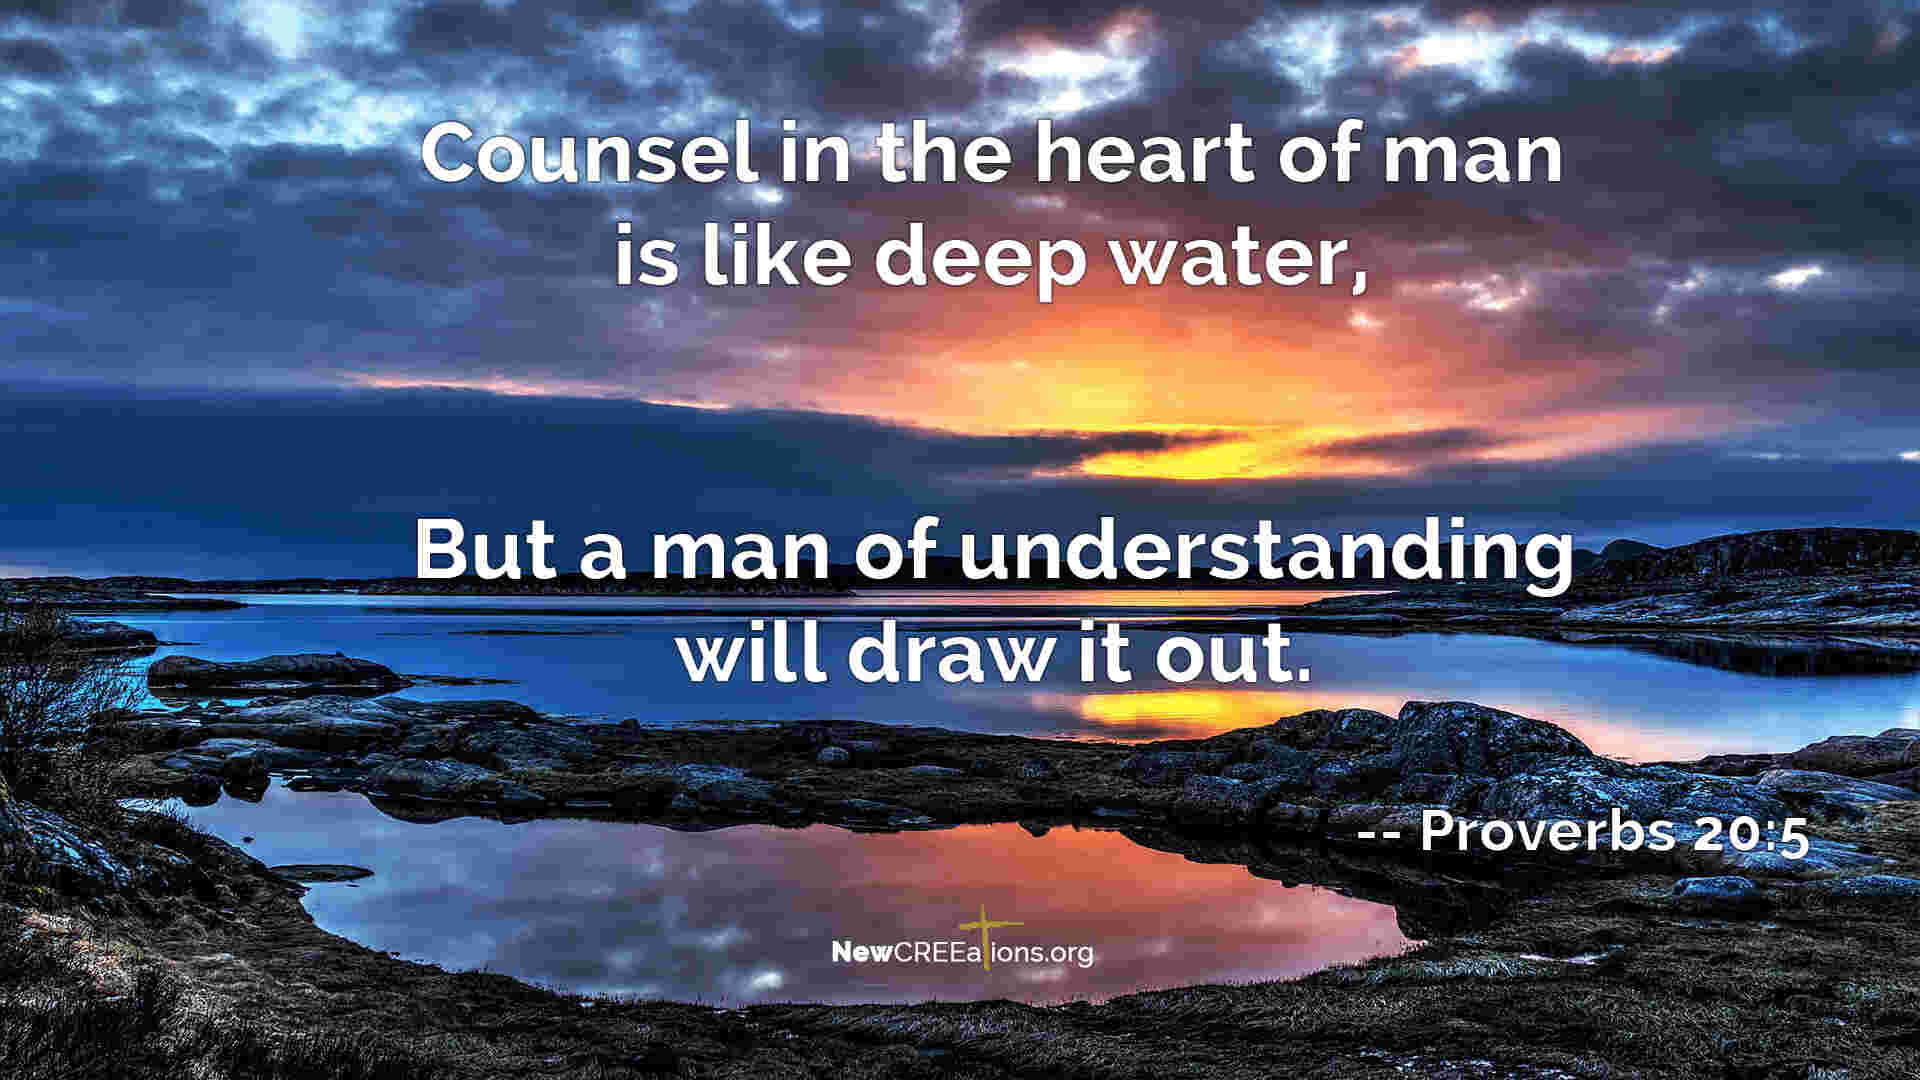 Counsel in the heart of man
is like deep water,
But a man of understanding
will draw it out.
-- Proverbs 20:5
NewCREEations.org